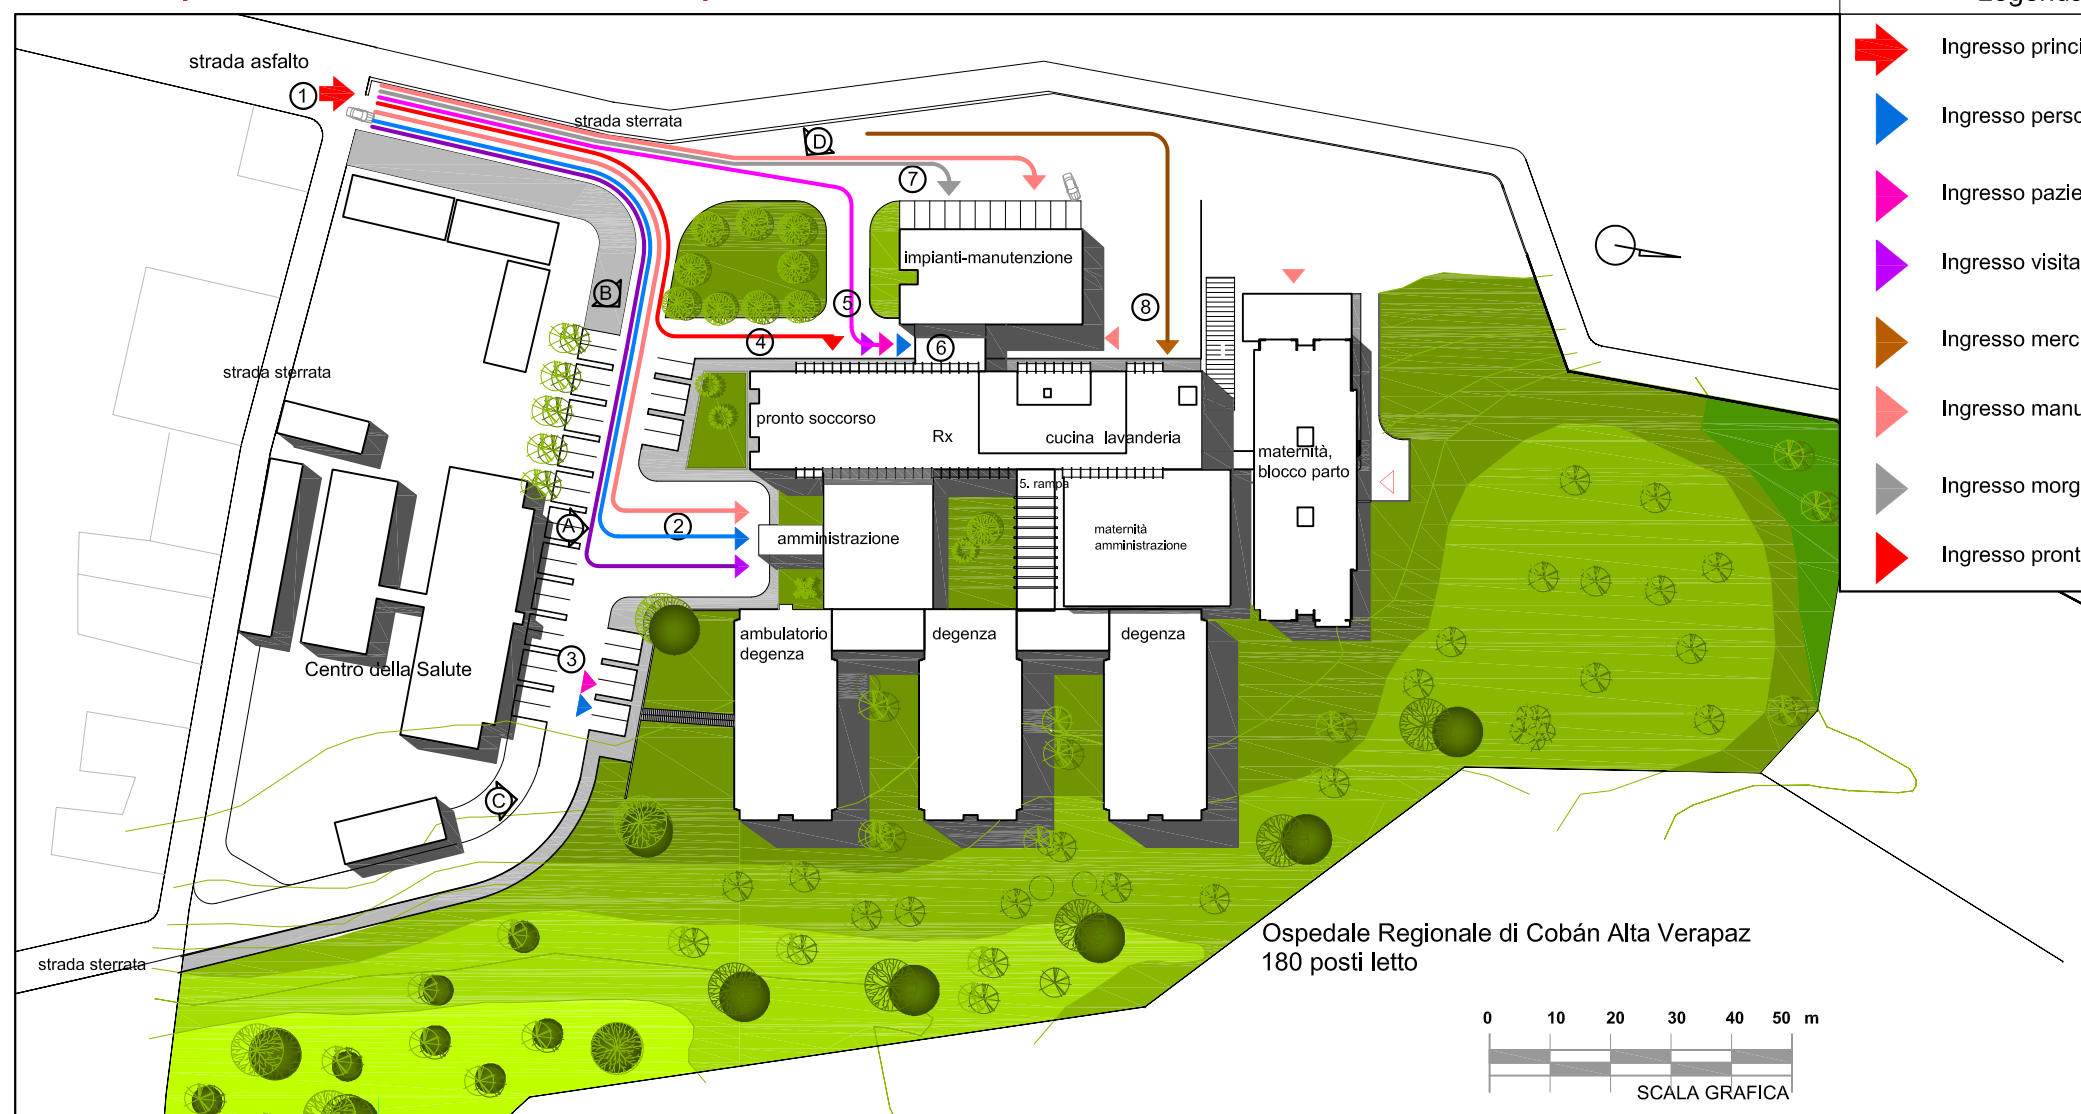 strada asfalto
1
strada sterrata
D
7
B
impianti-manutenzione
5
8
4
6
strada sterrata
pronto soccorso
Rx
cucina lavanderia
maternità,
blocco parto
5. rampa
A
2
amministrazione
maternità
amministrazione
ambulatorio
degenza
degenza
degenza
3
Centro della Salute
C
strada sterrata
Ospedale Regionale di Cobán Alta Verapaz
180 posti letto
0 10 20 30 40 50 m
SCALA GRAFICA
Ingresso princi
Ingresso perso
Ingresso pazie
Ingresso visita
Ingresso merc
Ingresso manu
Ingresso morg
Ingresso pront